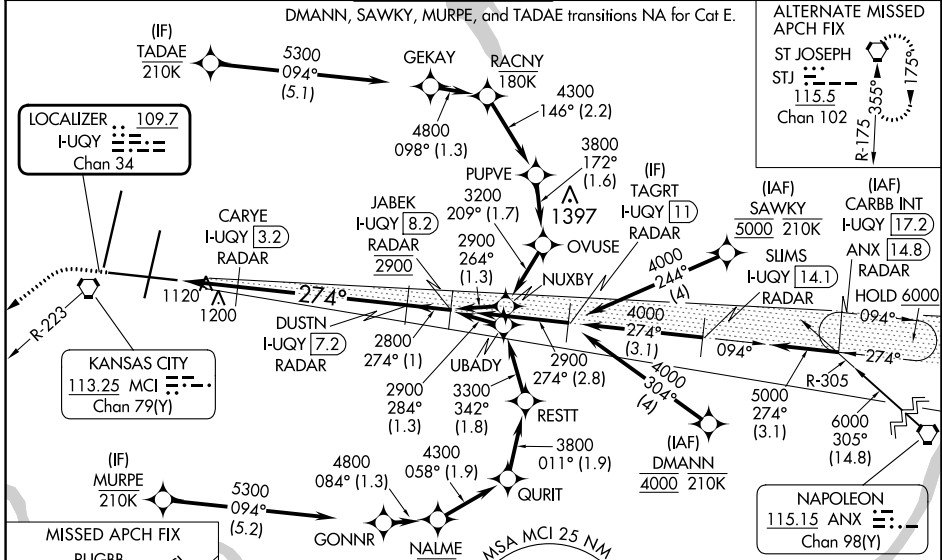 DMANN, SAWKY, MURPE, and TADAE transitions NA for Cat E.
ALTERNATE MISSED
APCH FIX
ST JOSEPH
STJ
115.5
Chan 102
R-175
355°
175°
(IF)
TADAE
210K
5300
094°
(5.1)
GEKAY
RACNY
180K
4800
098° (1.3)
4300
146° (2.2)
LOCALIZER 109.7
I-UQY
Chan 34
PUPVE
3800
172°
(1.6)
3200
209° (1.7)
1397
OVUSE
(IF)
TAGRT
I-UQY 11
RADAR
(IAF)
SAWKY
5000 210K
(IAF)
CARBB INT
I-UQY 17.2
ANX 14.8
RADAR
CARYE
I-UQY 3.2
RADAR
JABEK
I-UQY 8.2
RADAR
2900
2900
264°
(1.3)
NUXBY
4000
244°
(4)
SLIMS
I-UQY 14.1
RADAR
HOLD 6000
094°
274°
1120
1200
274°
4000
274°
(3.1)
094°
R-223
DUSTN
I-UQY 7.2
RADAR
2800
274° (1)
UBADY
2900
274° (2.8)
4000
304°
(4)
R-305
5000
274°
(3.1)
6000
305°
(14.8)
KANSAS CITY
113.25 MCI
Chan 79(Y)
2900
284°
(1.3)
3300
342°
(1.8)
RESTT
3800
011° (1.9)
(IAF)
DMANN
4000 210K
(IF)
MURPE
210K
5300
094°
(5.2)
4800
084° (1.3)
4300
058° (1.9)
QURIT
GONNR
NALME
NAPOLEON
115.15 ANX
Chan 98(Y)
MISSED APCH FIX
MSA MCI 25 NM